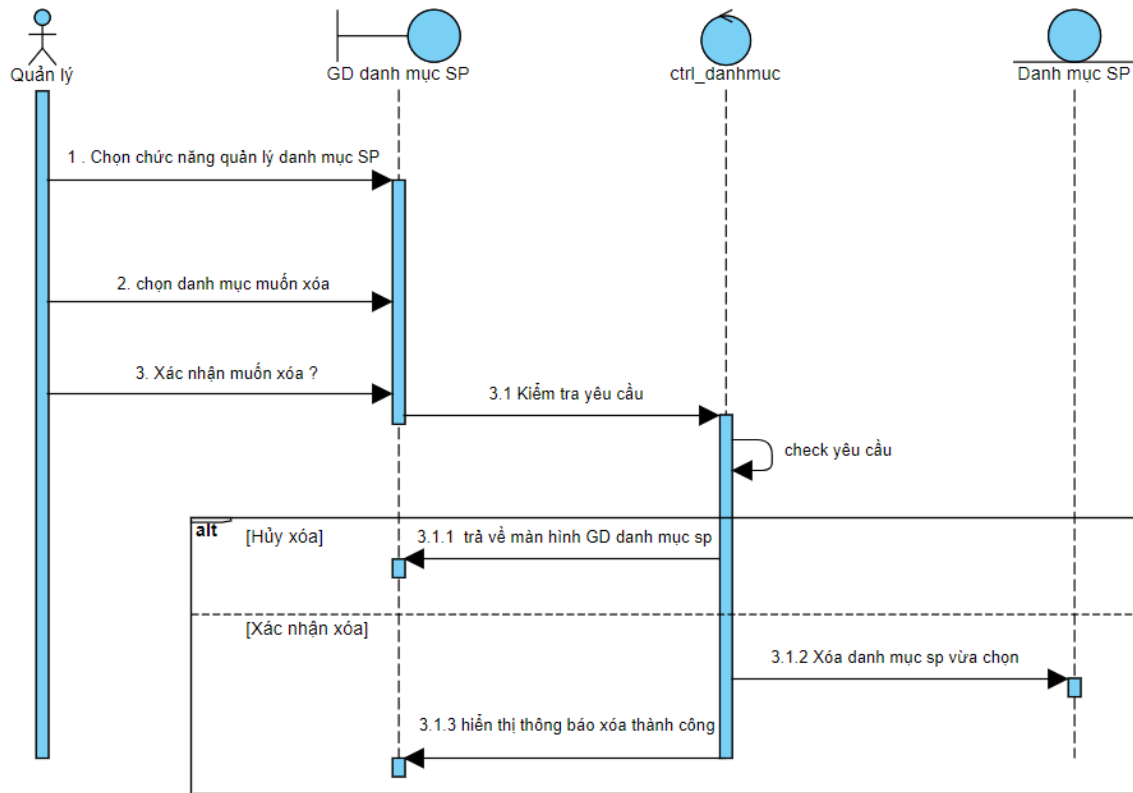 Quản lý
GD danh mục SP
ctrl_danhmuc
Danh mục SP
1 . Chọn chức năng quản lý danh mục SP
2. chọn danh mục muốn xóa
3. Xác nhận muốn xóa ?
3.1 Kiểm tra yêu cầu
check yêu cầu
alt
[Hủy xóa]
3.1.1 trả về màn hình GD danh mục sp
[Xác nhận xóa]
3.1.2 Xóa danh mục sp vừa chọn
3.1.3 hiển thị thông báo xóa thành công